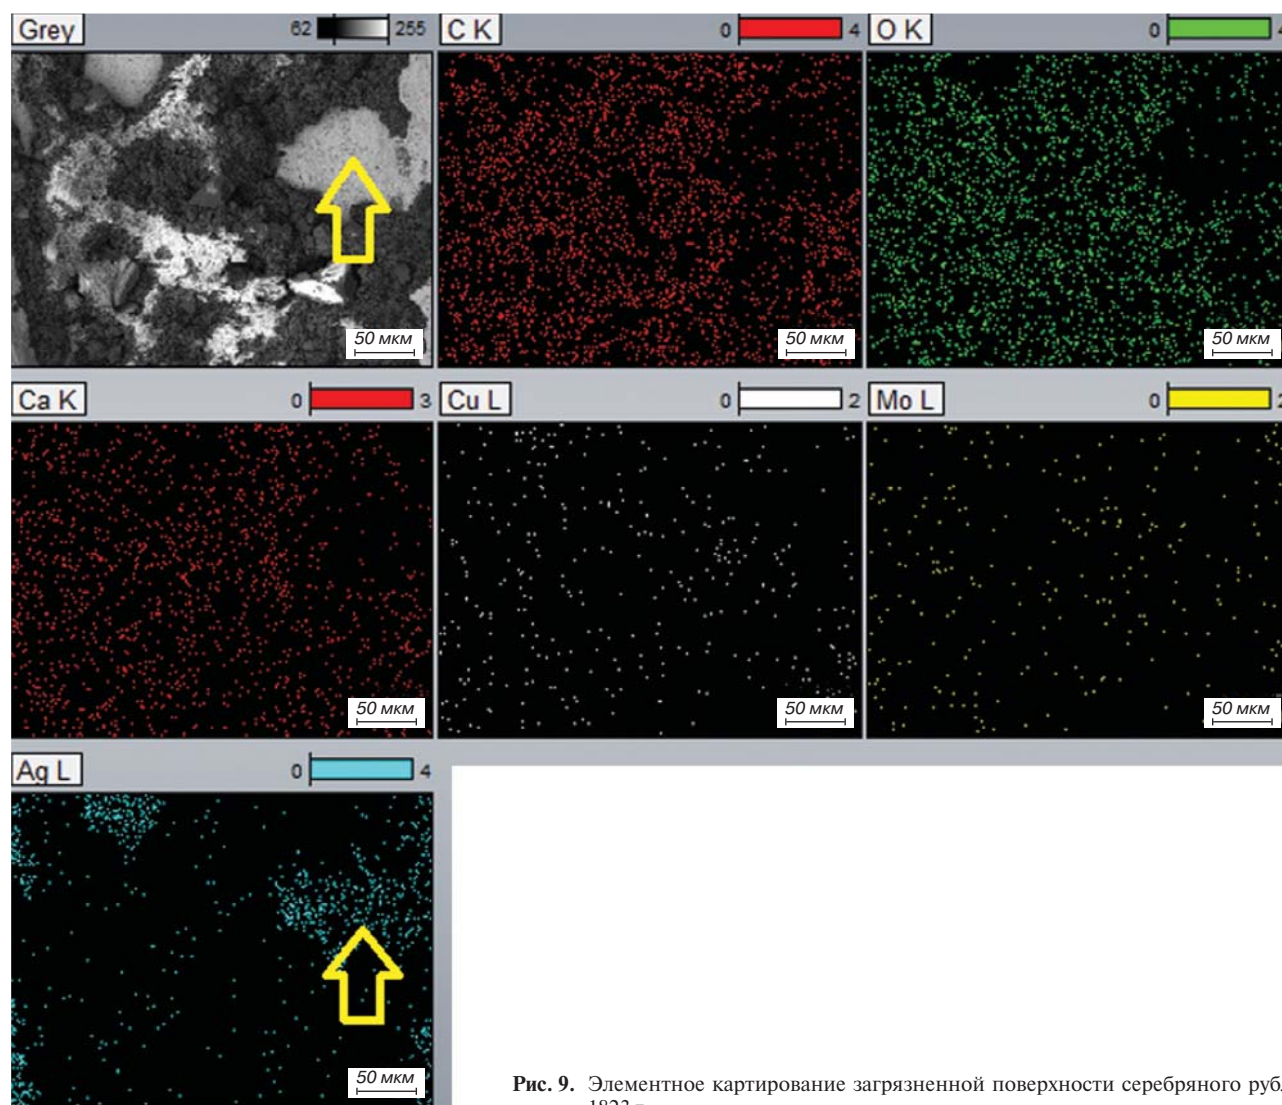 Grey 62 255 C K 0 4 O K 0 4
50 мкм 50 мкм 50 мкм
Ca K 0 3 Cu L 0 2 Mo L 0 2
50 мкм 50 мкм 50 мкм
Ag L 0 4
50 мкм
Рис. 9. Элементное картирование загрязненной поверхности серебряного